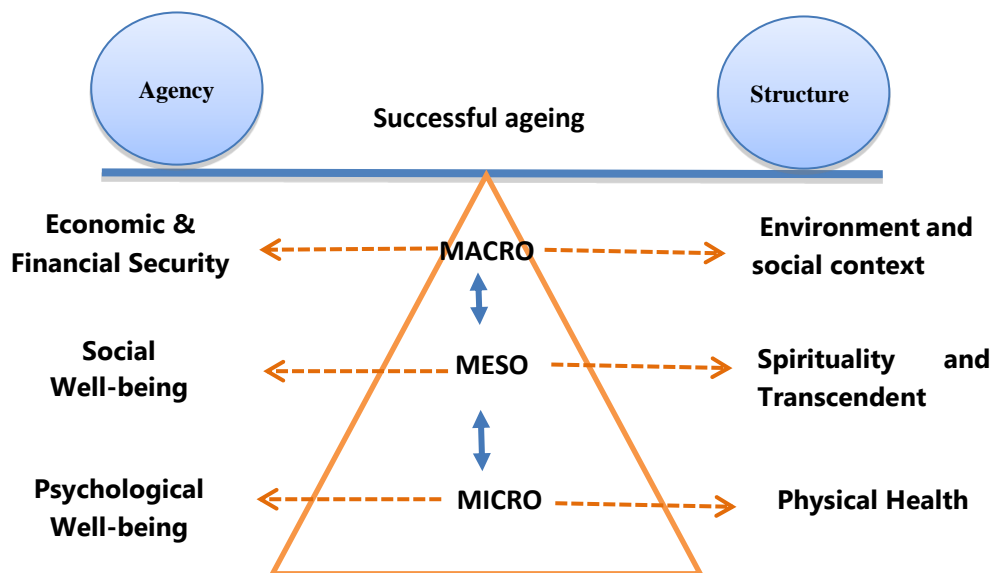 Agency
Structure
Successful ageing
Economic &
Financial Security
MACRO
Environment and
social context
Social
Well-being
MESO
Spirituality and
Transcendent
Psychological
Well-being
MICRO
Physical Health